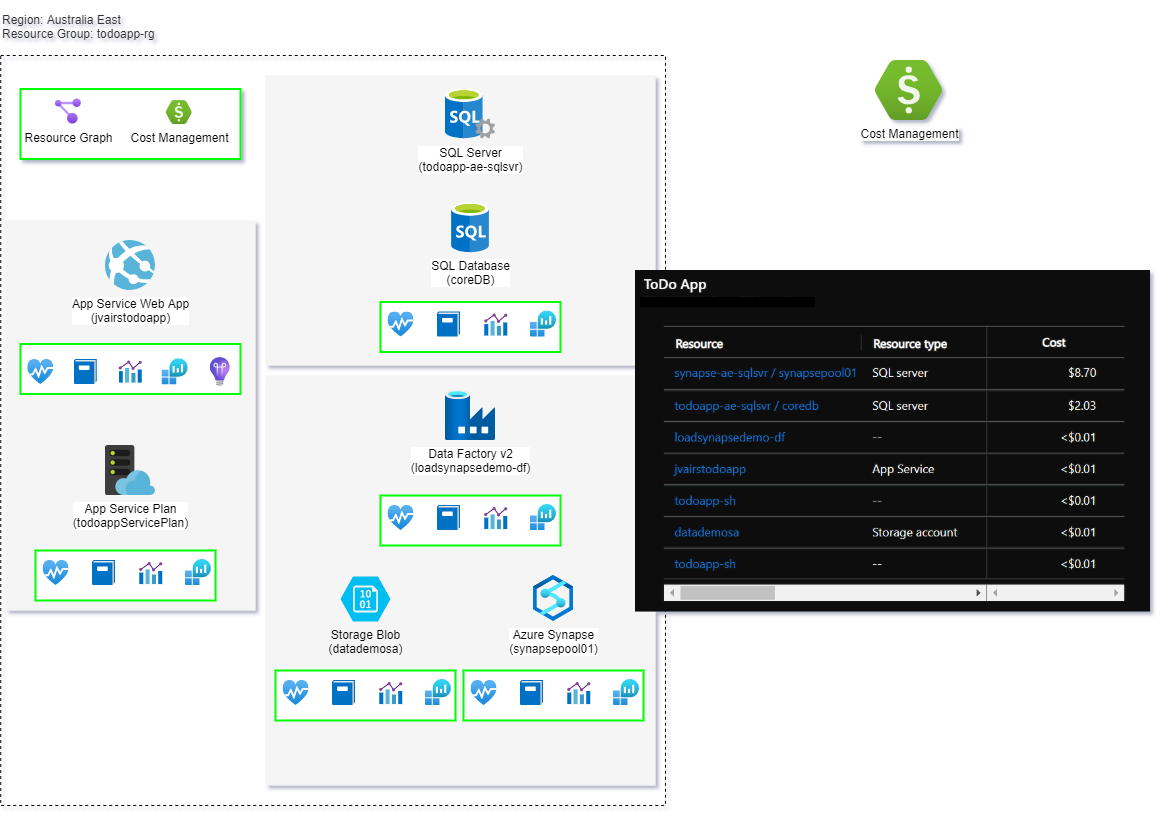 Region: Australia East
Resource Group: todoapp-rg
Resource Graph
Cost Management
SQL
SQL Server
(todoapp-ae-sqlsvr)
SQL
SQL Database
(coreDB)
App Service Web App
(jvairstodoapp)
App Service Plan
(todoappServicePlan)
Data Factory v2
(loadsynapsedemo-df)
10
01
Storage Blob
(datademosa)
Azure Synapse
(synapsepool01)
$
Cost Management
ToDo App
Resource Resource type Cost
synapse-ae-sqlsvr / synapsepool01 SQL server $8.70
todoapp-ae-sqlsvr / coredb SQL server $2.03
loadsynapsedemo-df -- <$0.01
jvairstodoapp App Service <$0.01
todoapp-sh -- <$0.01
datademosa Storage account <$0.01
todoapp-sh -- <$0.01